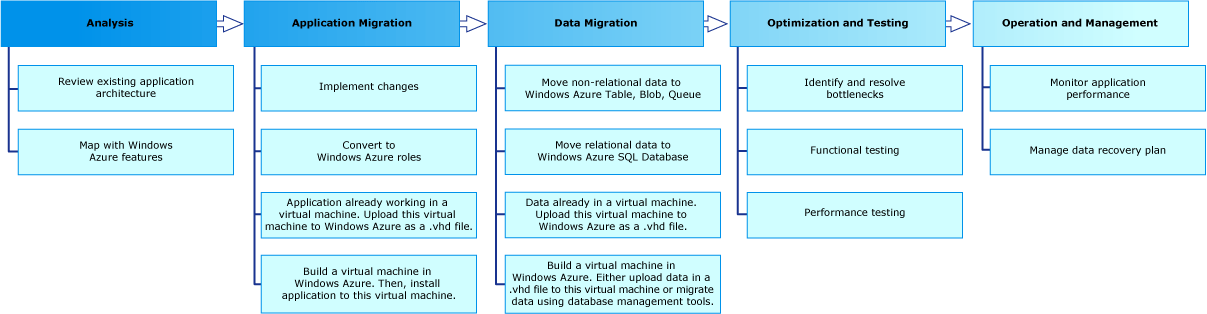 Analysis
Review existing application
architecture
Map with Windows
Azure features
Application Migration
Implement changes
Convert to
Windows Azure roles
Application already working in a
virtual machine. Upload this virtual
machine to Windows Azure as a .vhd file.
Build a virtual machine in
Windows Azure. Then, install
application to this virtual machine.
Data Migration
Move non-relational data to
Windows Azure Table, Blob, Queue
Move relational data to
Windows Azure SQL Database
Data already in a virtual machine.
Upload this virtual machine to
Windows Azure as a .vhd file.
Build a virtual machine in
Windows Azure. Either upload data in a
.vhd file to this virtual machine or migrate
data using database management tools.
Optimization and Testing
Identify and resolve
bottlenecks
Functional testing
Performance testing
Operation and Management
Monitor application
performance
Manage data recovery plan